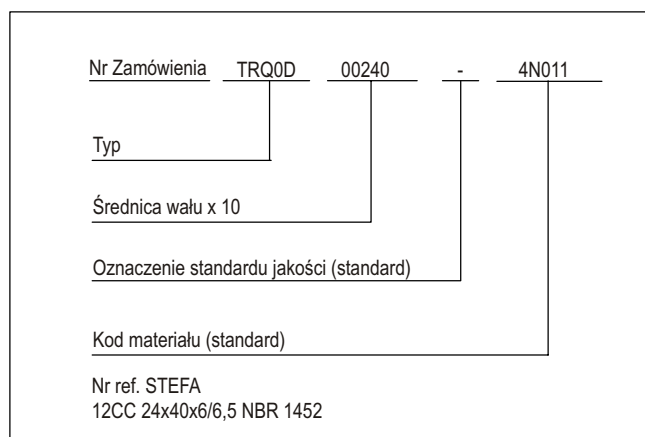 Nr Zamówienia TRQ0D 00240 - 4N011
Typ
Średnica wału x 10
Oznaczenie standardu jakości (standard)
Kod materiału (standard)
Nr ref. STEFA
12CC 24x40x6/6,5 NBR 1452